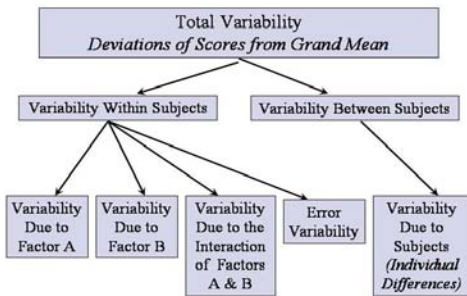 Total Variability
Deviations of Scores from Grand Mean
Variability Within Subjects
Variability Between Subjects
Variability
Due to
Factor A
Variability
Due to
Factor B
Variability
Due to the
Interaction
of Factors
A & B
Error
Variability
Variability
Due to
Subjects
(Individual
Differences)